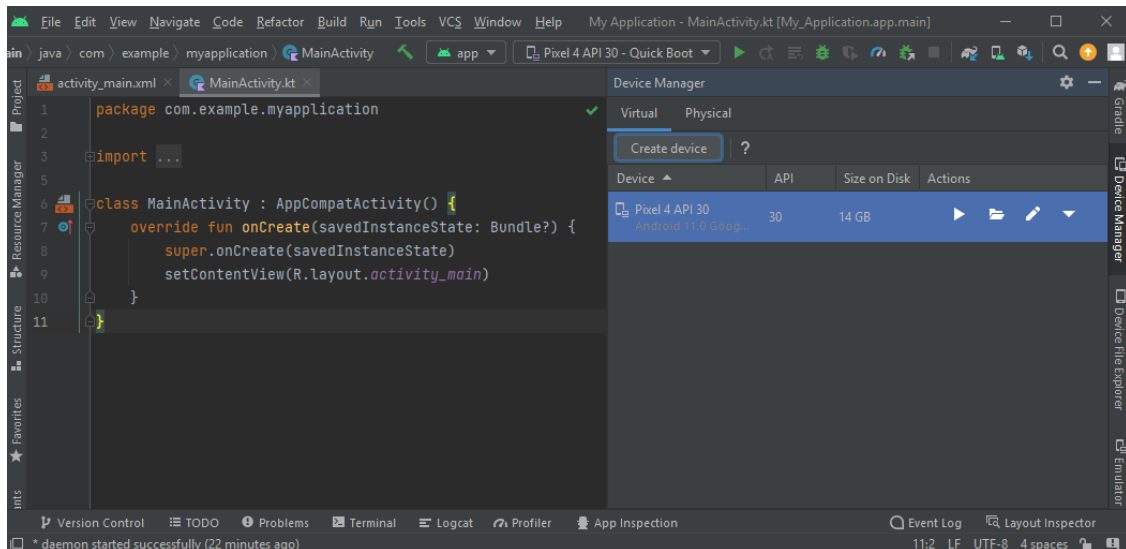 File Edit View Navigate Code Refactor Build Run Tools VCS Window Help My Application - MainActivity.kt [My_Application.app.main]
java com example myapplication MainActivity app Pixel 4 API 30 - Quick Boot
activity_main.xml MainActivity.kt
Device Manager
Virtual Physical
Create device ?
Device API Size on Disk Actions
Pixel 4 API 30
Android 11.0 Goog...
30 14 GB
1 package com.example.myapplication
2
3 import ...
5
6 class MainActivity : AppCompatActivity() {
7 override fun onCreate(savedInstanceState: Bundle?) {
8 super.onCreate(savedInstanceState)
9 setContentView(R.layout.activity_main)
10 }
11 }
Project
Resource Manager
Structure
Favorites
Gradle
Device Manager
Device File Explorer
Emulator
Version Control TODO Problems Terminal Logcat Profiler App Inspection Event Log Layout Inspector
* daemon started successfully (22 minutes ago) 11:2 LF UTF-8 4 spaces